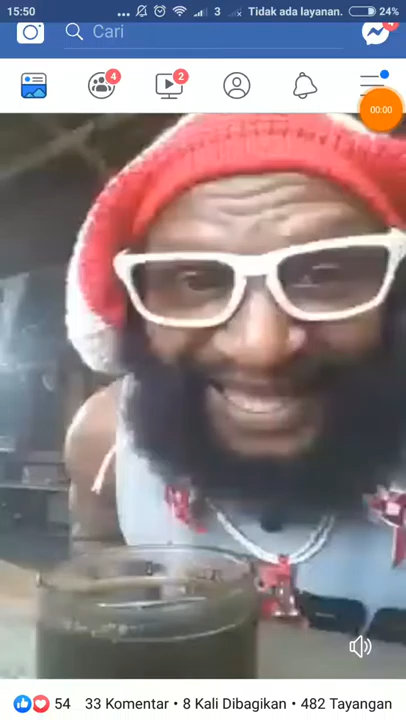 15:50 ... 3 Tidak ada layanan. 24%
Cari
4 2
00:00
54 33 Komentar • 8 Kali Dibagikan • 482 Tayangan